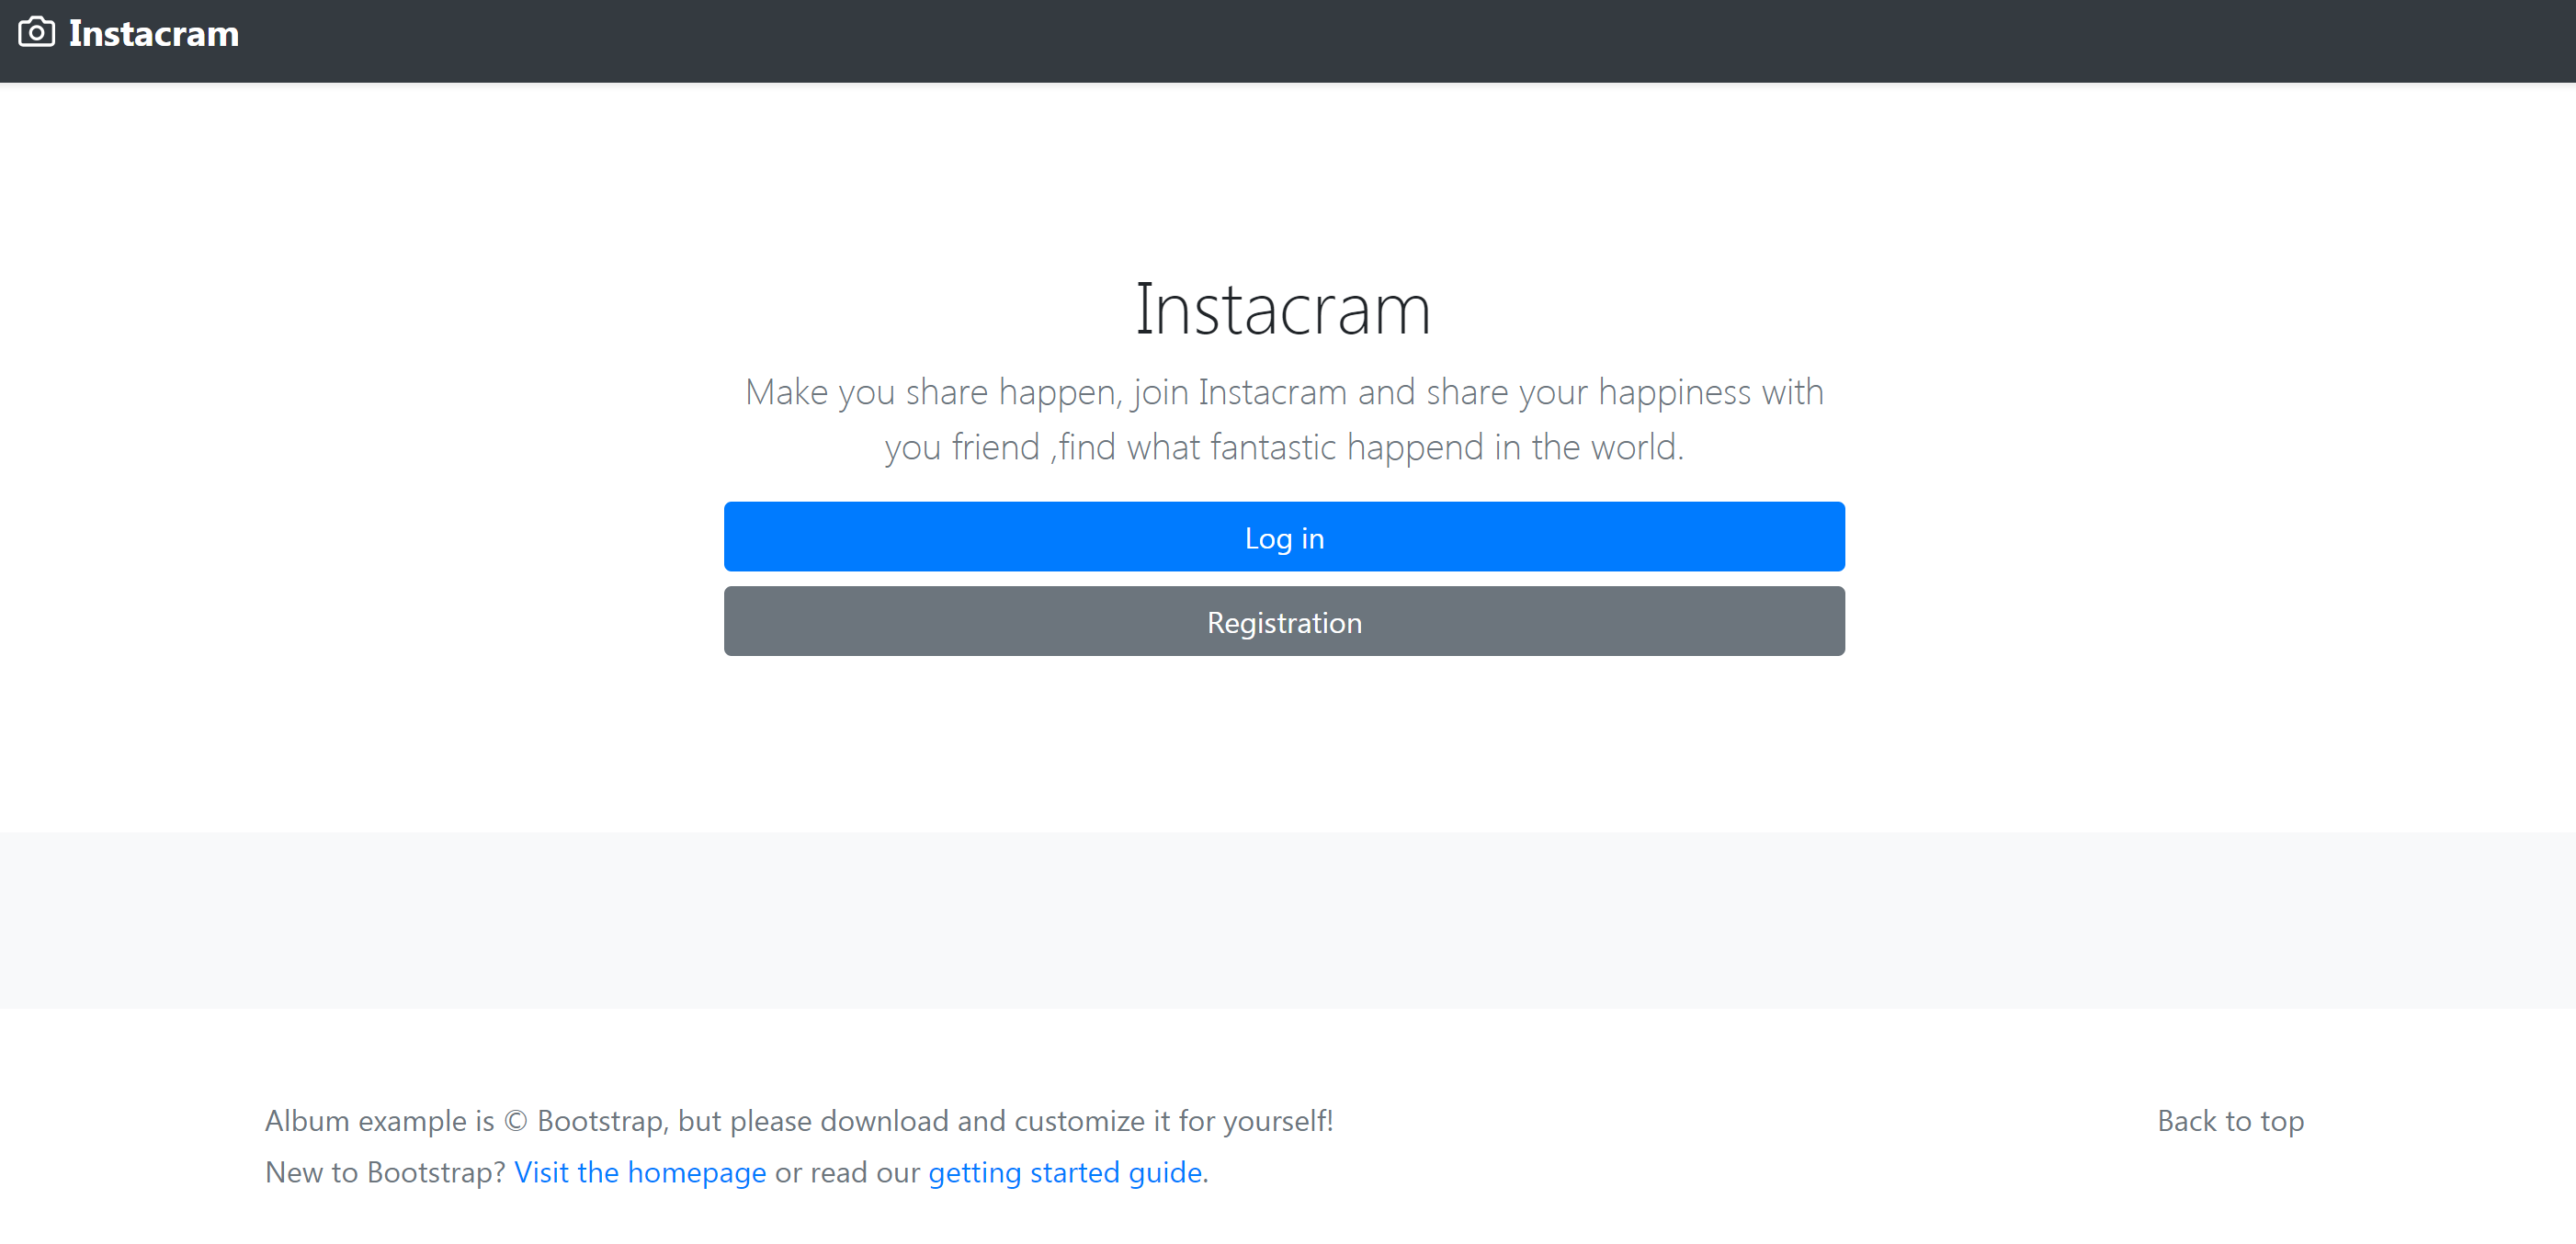 Instacram
Instacram
Make you share happen, join Instacram and share your happiness with
you friend ,find what fantastic happend in the world.
Log in
Registration
Album example is © Bootstrap, but please download and customize it for yourself!
Back to top
New to Bootstrap? Visit the homepage or read our getting started guide.